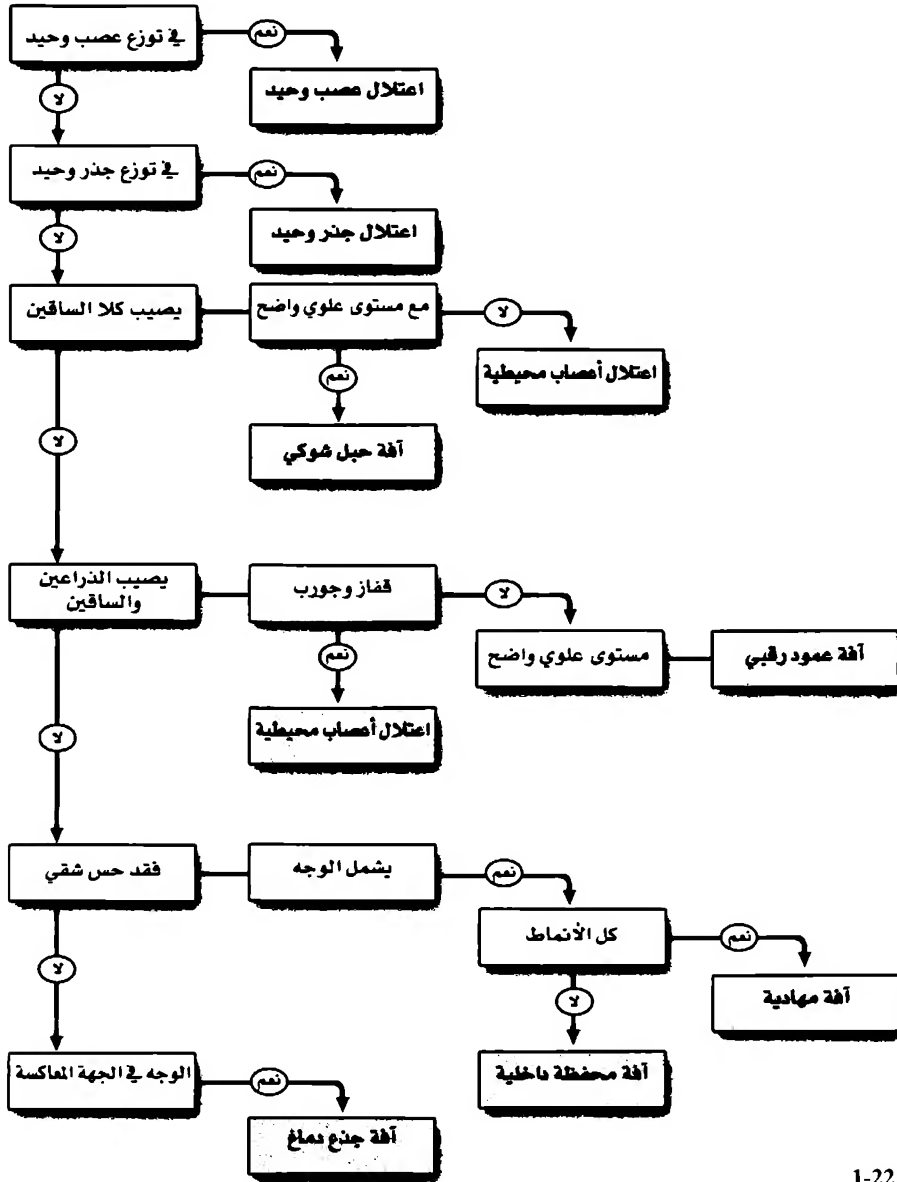 في توزع عصب وحيد
نعم
اعتلال عصب وحيد
لا
في توزع جذر وحيد
نعم
اعتلال جذر وحيد
لا
يصيب كلا الساقين
مع مستوى علوي واضح
لا
اعتلال أعصاب محيطية
نعم
آفة حبل شوكي
لا
يصيب الذراعين
والساقين
قفاز وجورب
لا
مستوى علوي واضح
آفة عمود رقبي
نعم
اعتلال أعصاب محيطية
لا
فقد حس شقي
يشمل الوجه
نعم
كل الأنماط
نعم
آفة مهادية
لا
آفة محفظة داخلية
لا
الوجه في الجهة المعاكسة
نعم
آفة جذع دماغ
1-22